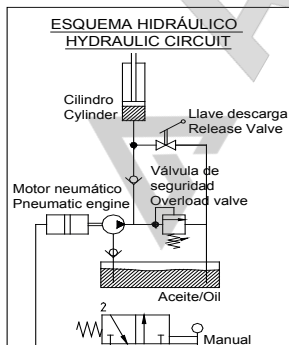 ESQUEMA HIDRÁULICO
HYDRAULIC CIRCUIT
Cilindro
Cylinder
Llave descarga
Release Valve
Motor neumático
Pneumatic engine
Válvula de
seguridad
Overload valve
Aceite/Oil
2
Manual